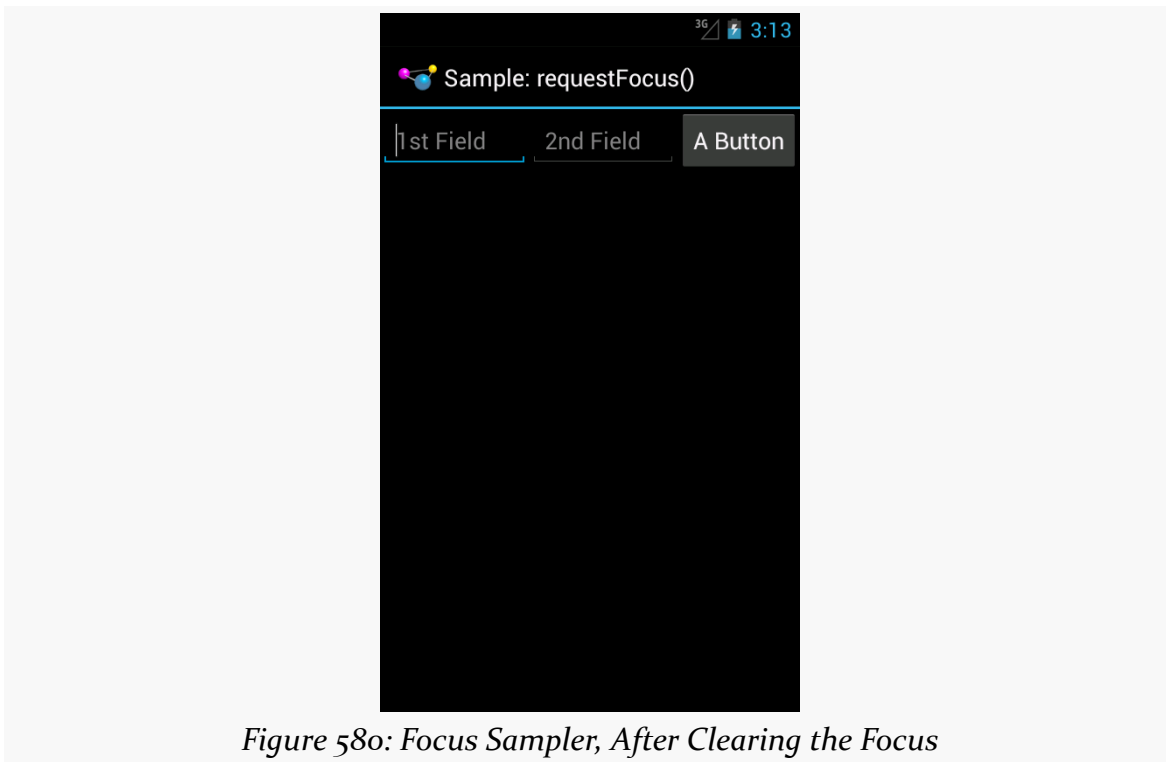 3G 3:13
Sample: requestFocus()
1st Field 2nd Field A Button
Figure 580: Focus Sampler, After Clearing the Focus